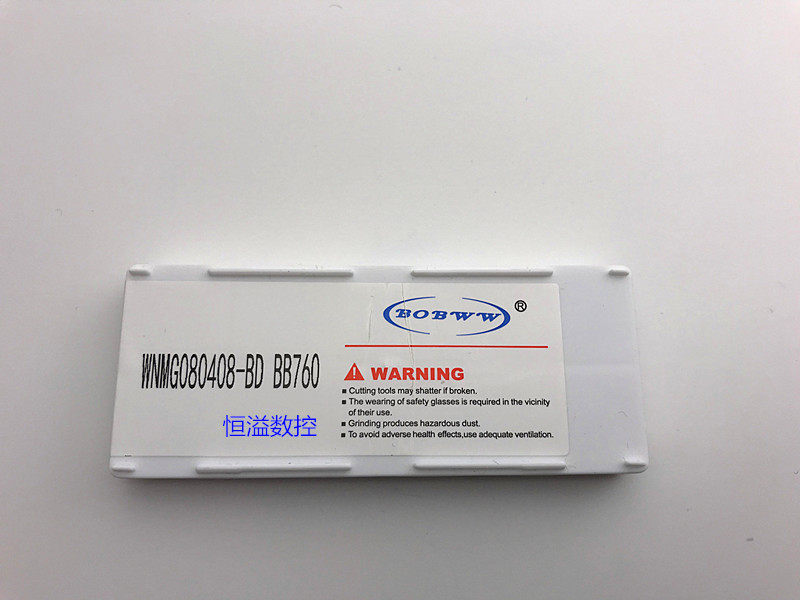 WNMG080408-BD BB760
恒溢数控
BOBWW®
WARNING
■ Cutting tools may shatter if broken.
■ The wearing of safety glasses is required in the vicinity
of their use.
■ Grinding produces hazardous dust.
■ To avoid adverse health effects,use adequate ventilation.